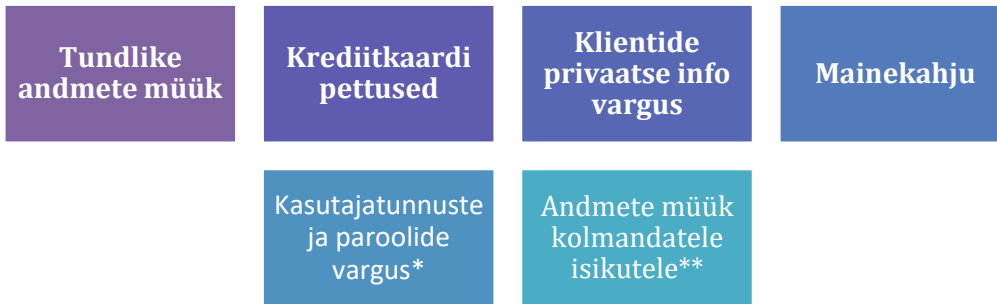 Tundlike
andmete müük
Krediitkaardi
pettused
Klientide
privaatse info
vargus
Mainekahju
Kasutajatunnuste
ja paroolide
vargus*
Andmete müük
kolmandatele
isikutele**